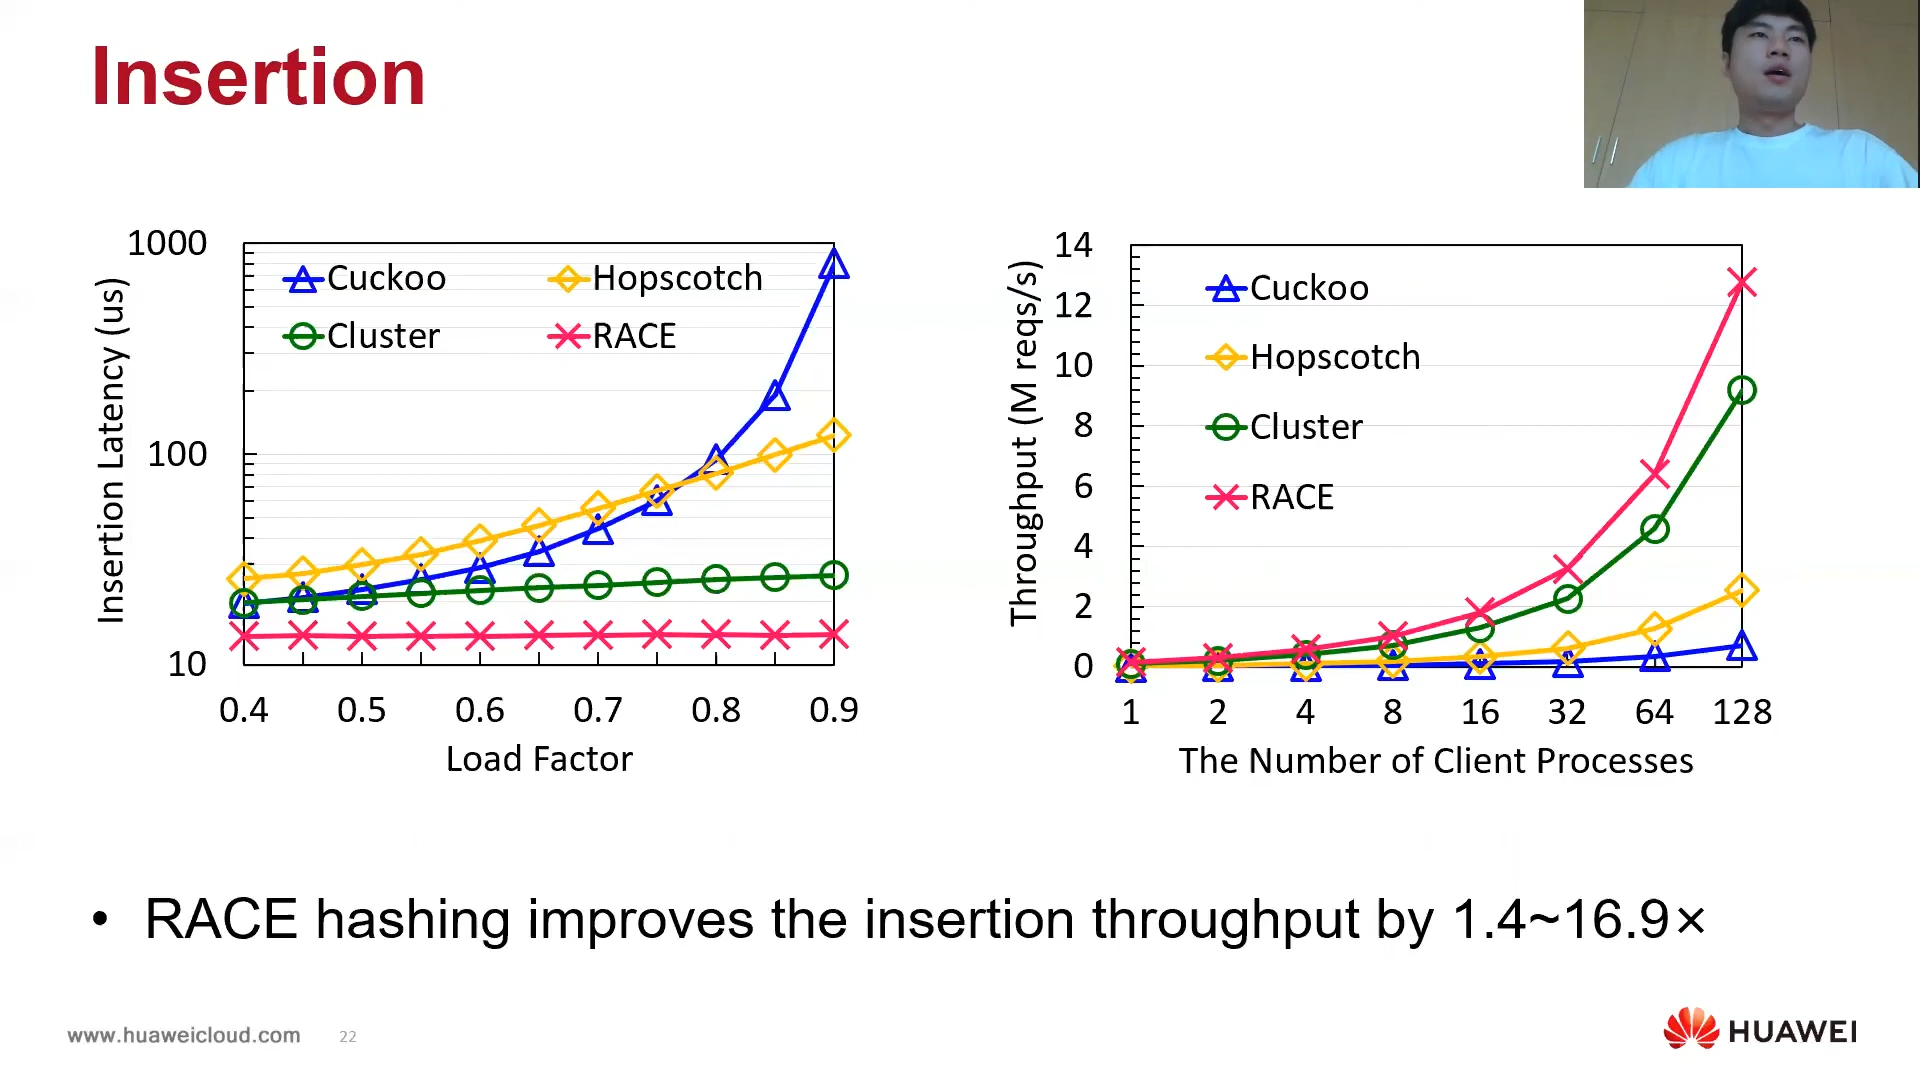 Insertion
1000
100
10
Insertion Latency (us)
Cuckoo
Hopscotch
Cluster
RACE
0.4 0.5 0.6 0.7 0.8 0.9
Load Factor
14
12
10
8
6
4
2
0
Throughput (M reqs/s)
Cuckoo
Hopscotch
Cluster
RACE
1 2 4 8 16 32 64 128
The Number of Client Processes
• RACE hashing improves the insertion throughput by 1.4~16.9×
www.huaweicloud.com 22
HUAWEI